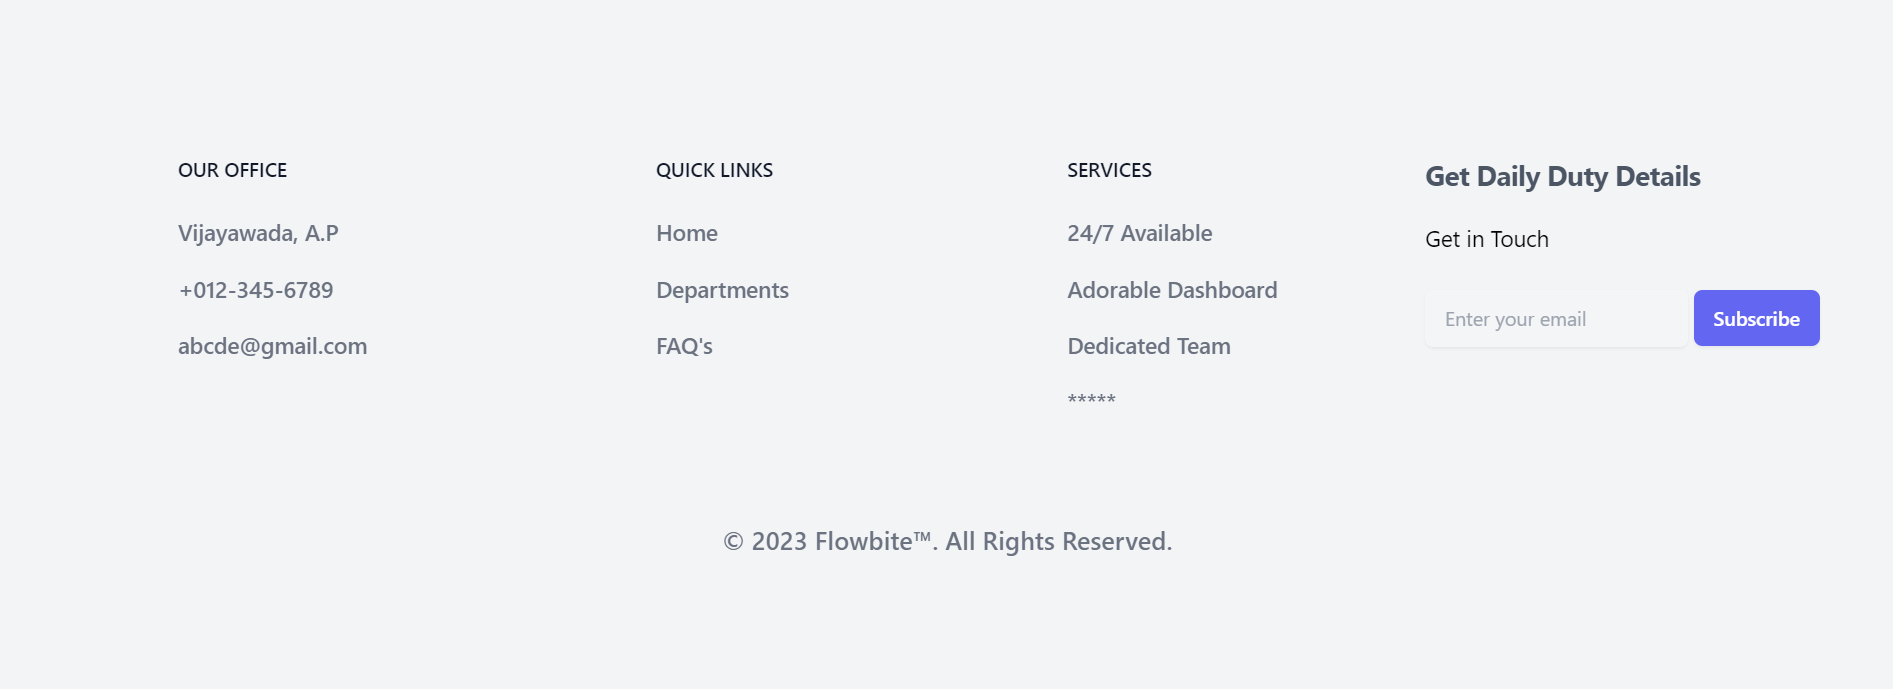 OUR OFFICE
Vijayawada, A.P
+012-345-6789
abcde@gmail.com
QUICK LINKS
Home
Departments
FAQ's
SERVICES
24/7 Available
Adorable Dashboard
Dedicated Team
*****
Get Daily Duty Details
Get in Touch
Enter your email
Subscribe
© 2023 Flowbite™. All Rights Reserved.